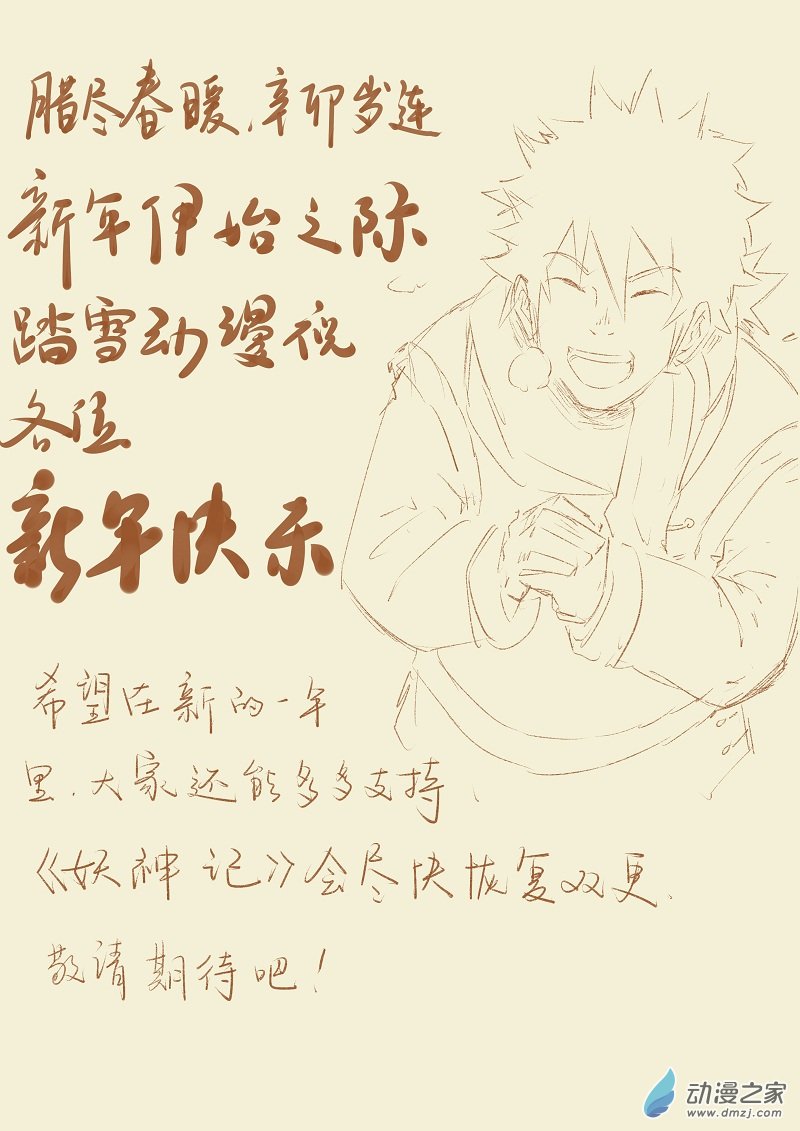 腊尽春暖,辛卯岁连
新年伊始之际
踏雪动漫祝
各位
新年快乐
希望在新的一年
里,大家还能多多支持、
《妖神记》会尽快恢复双更、
敬请期待吧!
动漫之家
www.dmzj.com